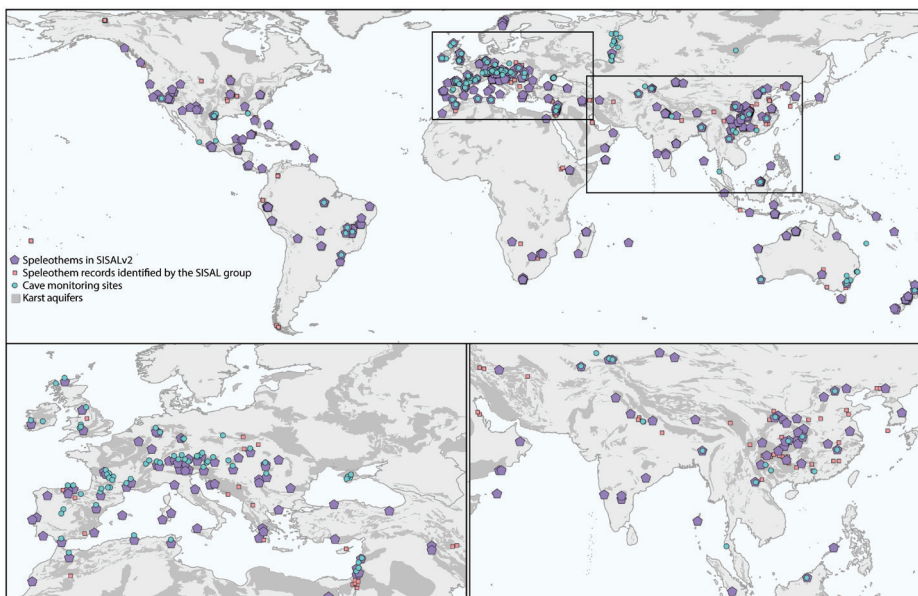 Speleothems in SISALv2
Speleothem records identified by the SISAL group
Cave monitoring sites
Karst aquifers